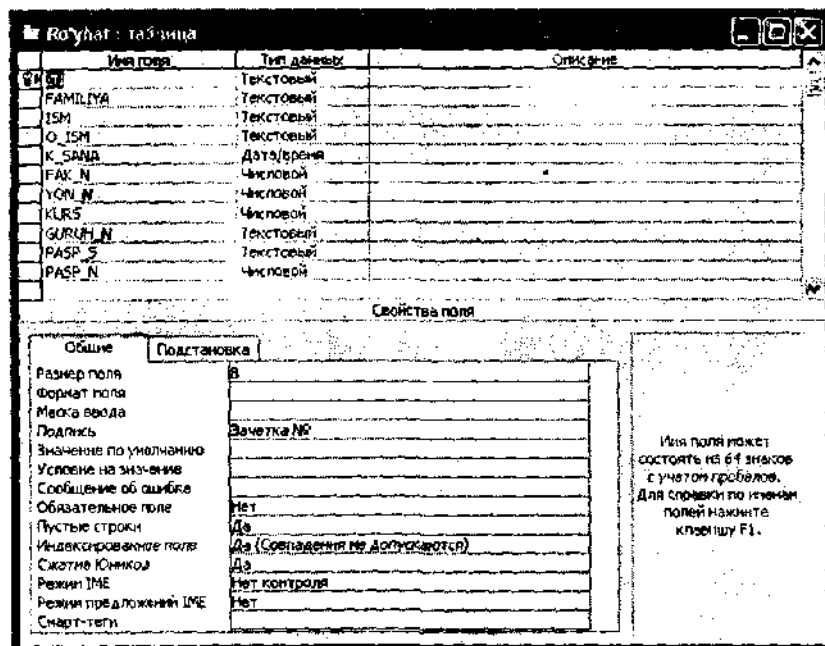 Ro'yhat : таблица
Имя поля Тип данных Описание
Текстовый
FAMILIYA Текстовый
ISM Текстовый
O_ISM Текстовый
K_SANA Дата/время
FAK_N Числовой
YON_N Числовой
KURS Числовой
GURUH_N Текстовый
PASP_S Текстовый
PASP_N Числовой
Свойства поля
Общие Подстановка
Размер поля 8
Формат поля
Маска ввода
Подпись Зачетка №
Значение по умолчанию
Условие на значение
Сообщение об ошибке
Обязательное поле Нет
Пустые строки Да
Индексированное поле Да (Совпадения не допускаются)
Сжатие Юникод Да
Режим IME Нет контроля
Режим предложений IME Нет
Смарт-теги
Имя поля может
состоять из 64 знаков
с учетом пробелов.
Для справки по именам
полей нажмите
клавишу F1.